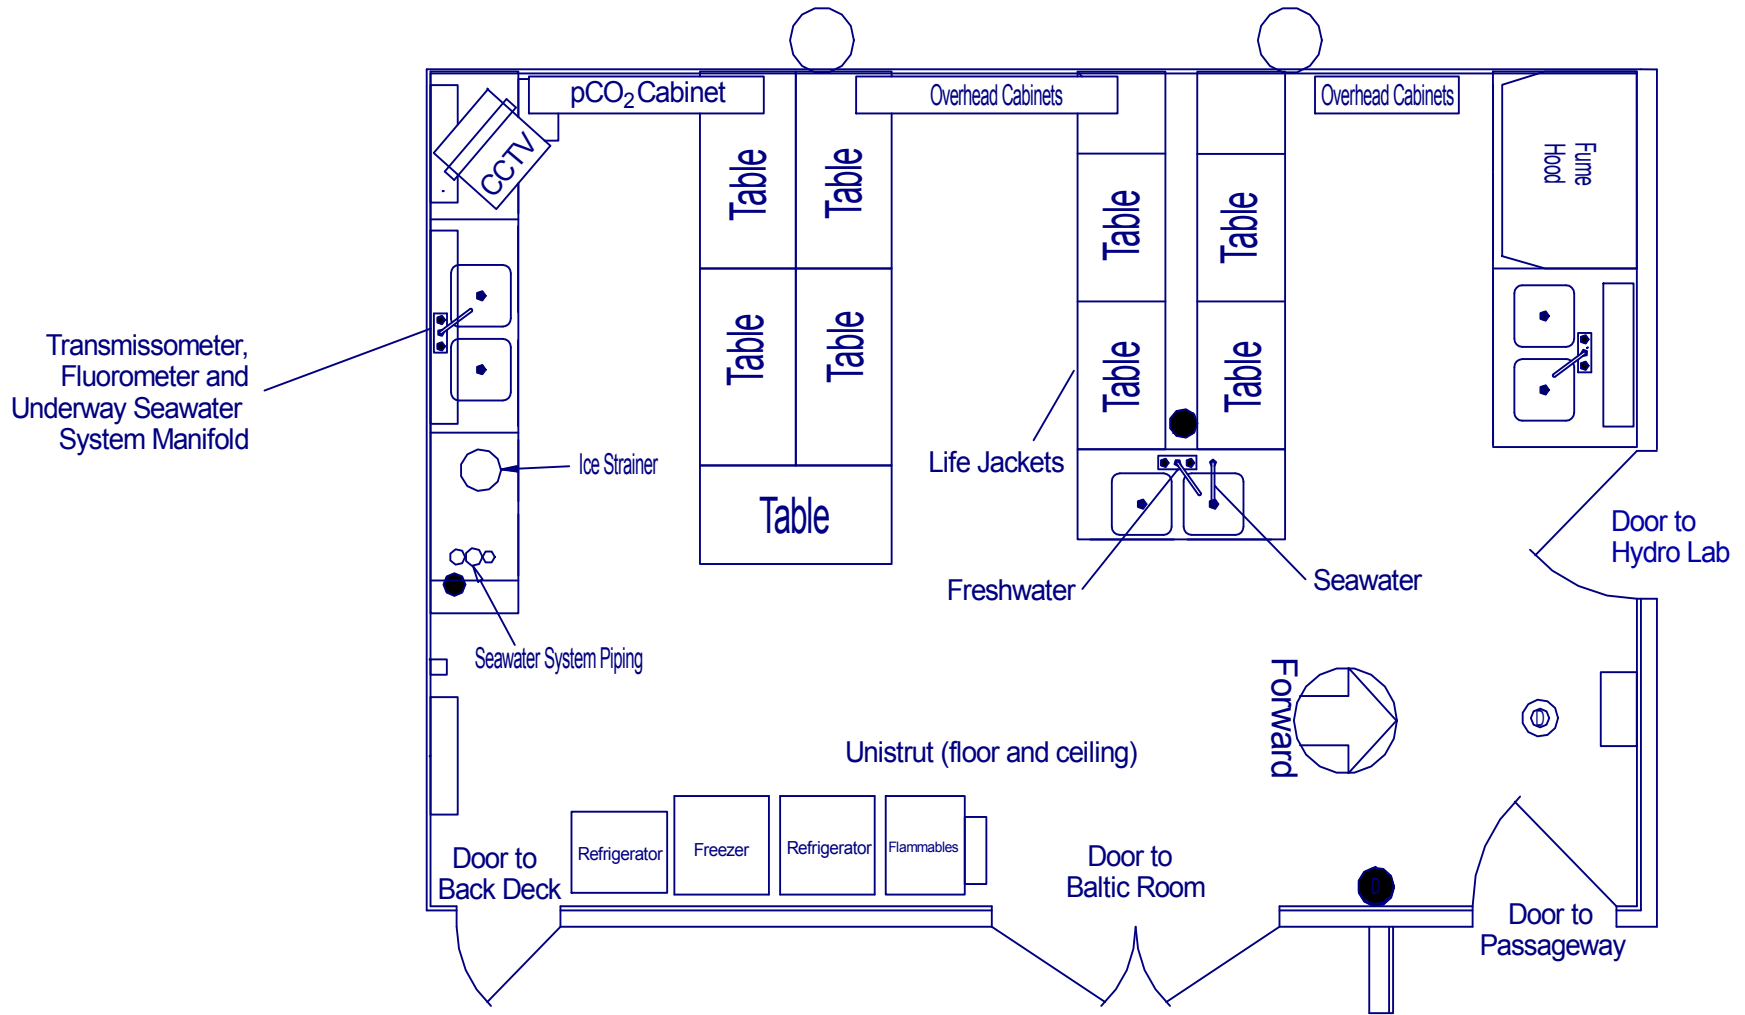 pCO2 Cabinet
Overhead Cabinets
Overhead Cabinets
CCTV
Table
Table
Table
Table
Fume
Hood
Table
Table
Table
Table
Transmissometer,
Fluorometer and
Underway Seawater
System Manifold
Ice Strainer
Life Jackets
Table
Door to
Hydro Lab
Freshwater
Seawater
Seawater System Piping
Forward
D
Unistrut (floor and ceiling)
Door to
Back Deck
Refrigerator
Freezer
Refrigerator
Flammables
Door to
Baltic Room
D
Door to
Passageway